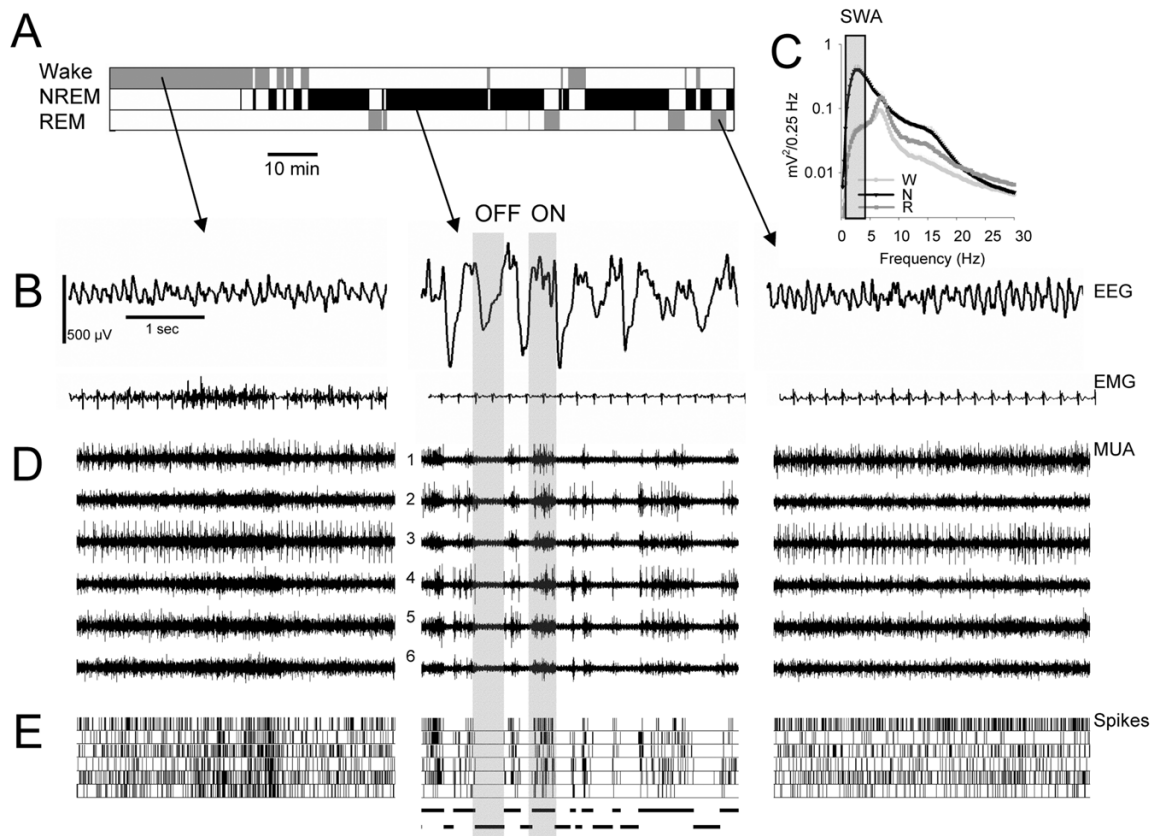 A
Wake
NREM
REM
10 min
C
SWA
1
0.1
0.01
mV²/0.25 Hz
W
N
R
0 5 10 15 20 25 30
Frequency (Hz)
OFF ON
B
500 µV
1 sec
EEG
EMG
D
MUA
1
2
3
4
5
6
E
Spikes